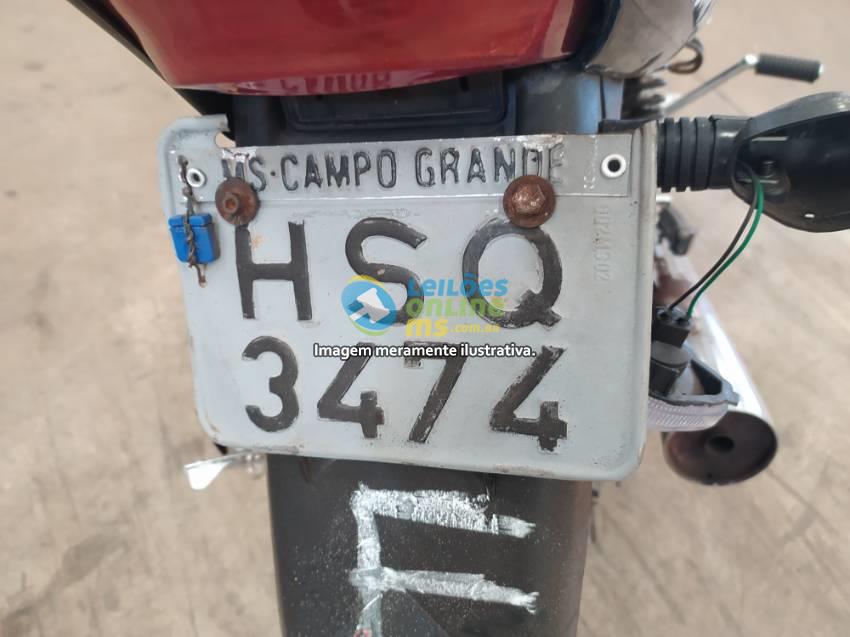 MS·CAMPO GRANDE
HSQ
LEILÕES
online
ms.com.br
Imagem meramente ilustrativa.
3474